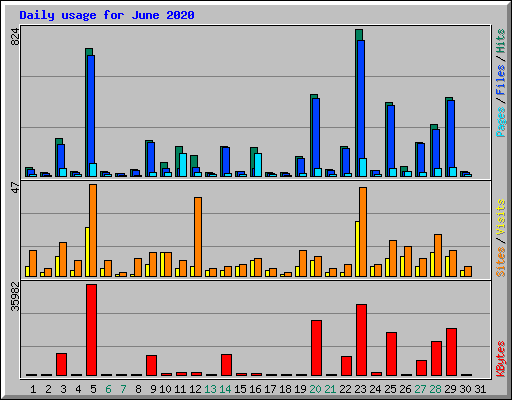 Daily usage for June 2020
824
Pages / Files / Hits
47
Sites / Visits
35982
KBytes
1 2 3 4 5 6 7 8 9 10 11 12 13 14 15 16 17 18 19 20 21 22 23 24 25 26 27 28 29 30 31